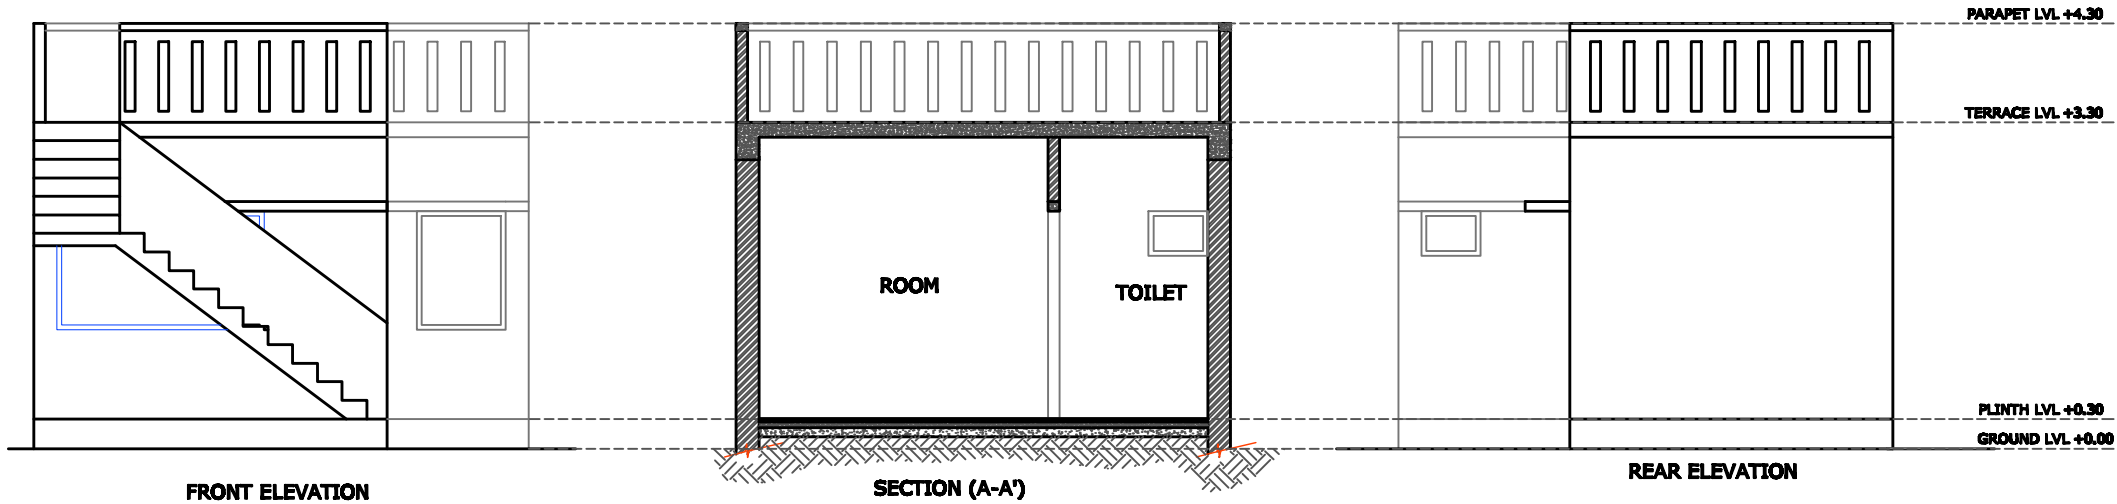 PARAPET LVL +4.30
TERRACE LVL +3.30
ROOM
TOILET
PLINTH LVL +0.30
GROUND LVL +0.00
FRONT ELEVATION
SECTION (A-A')
REAR ELEVATION